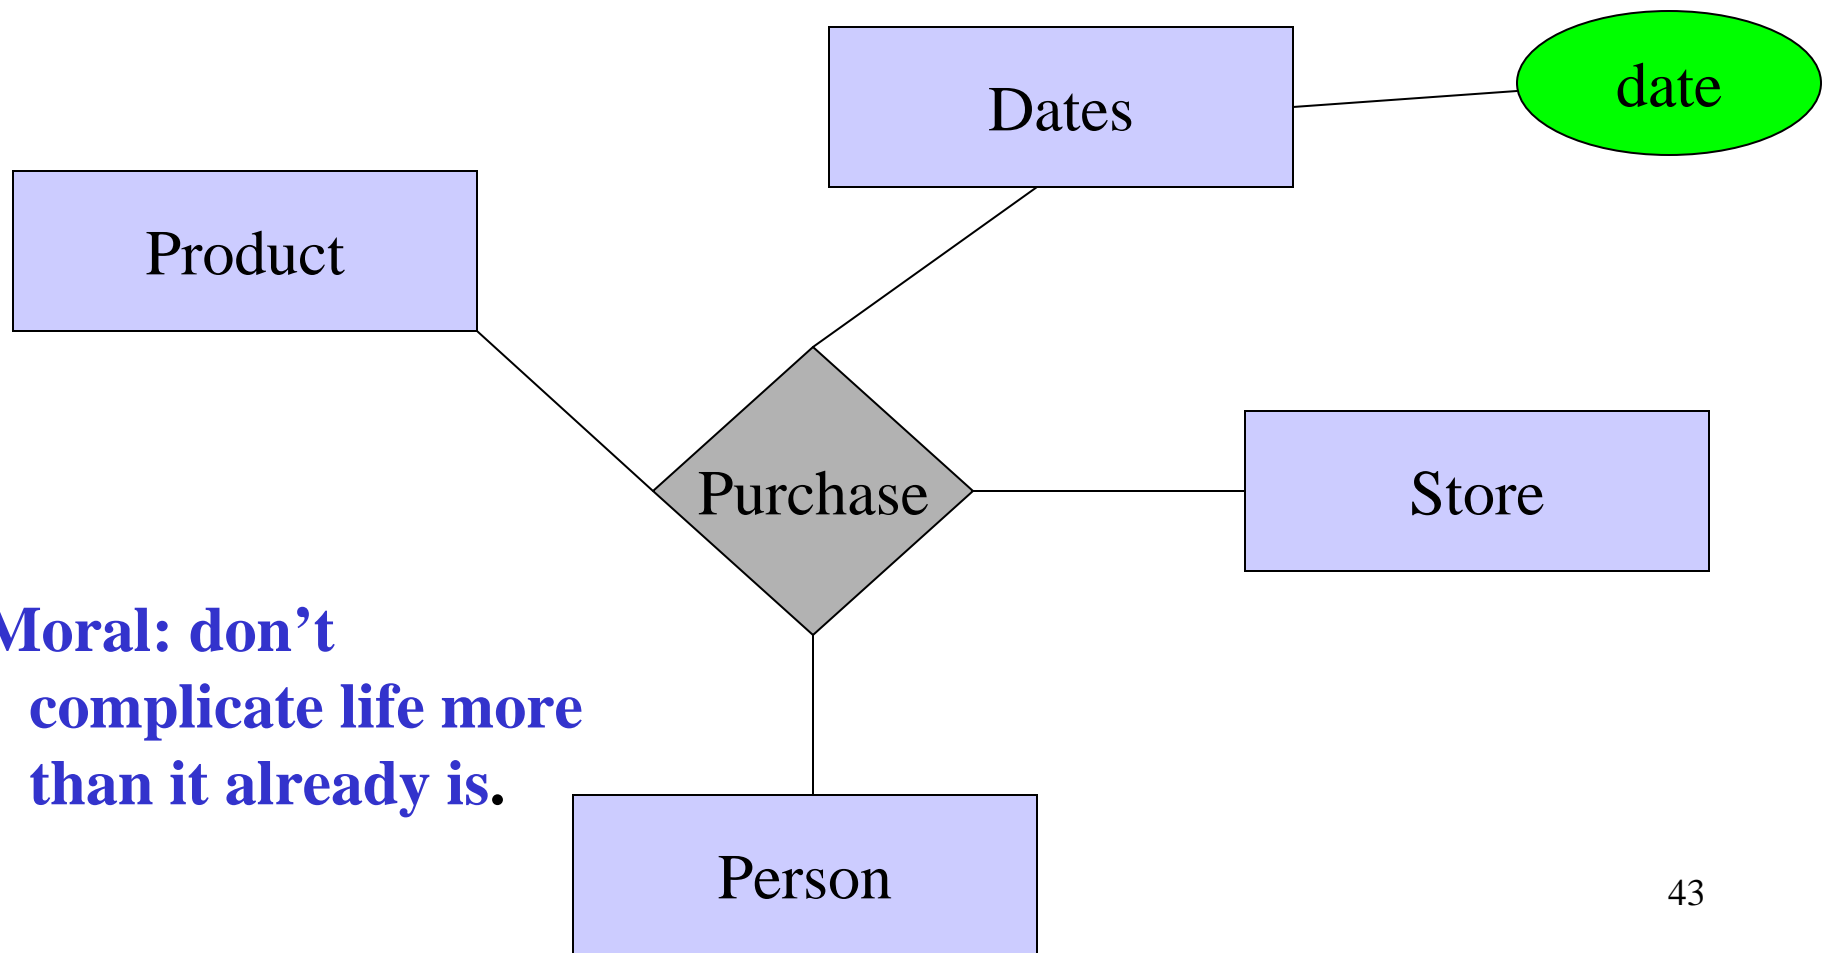 Dates
date
Product
Purchase
Store
Moral: don’t
complicate life more
than it already is.
Person
43